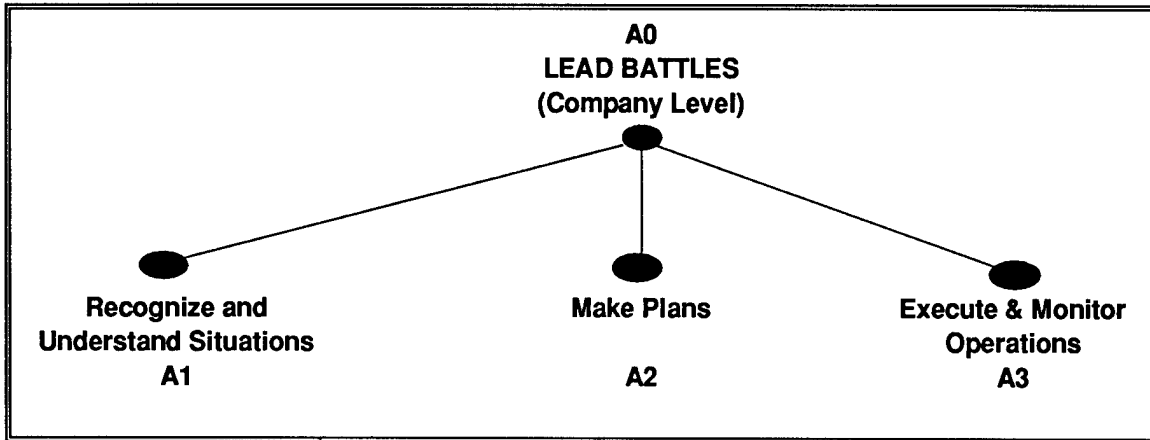 A0
LEAD BATTLES
(Company Level)
Recognize and
Understand Situations
A1
Make Plans
A2
Execute & Monitor
Operations
A3